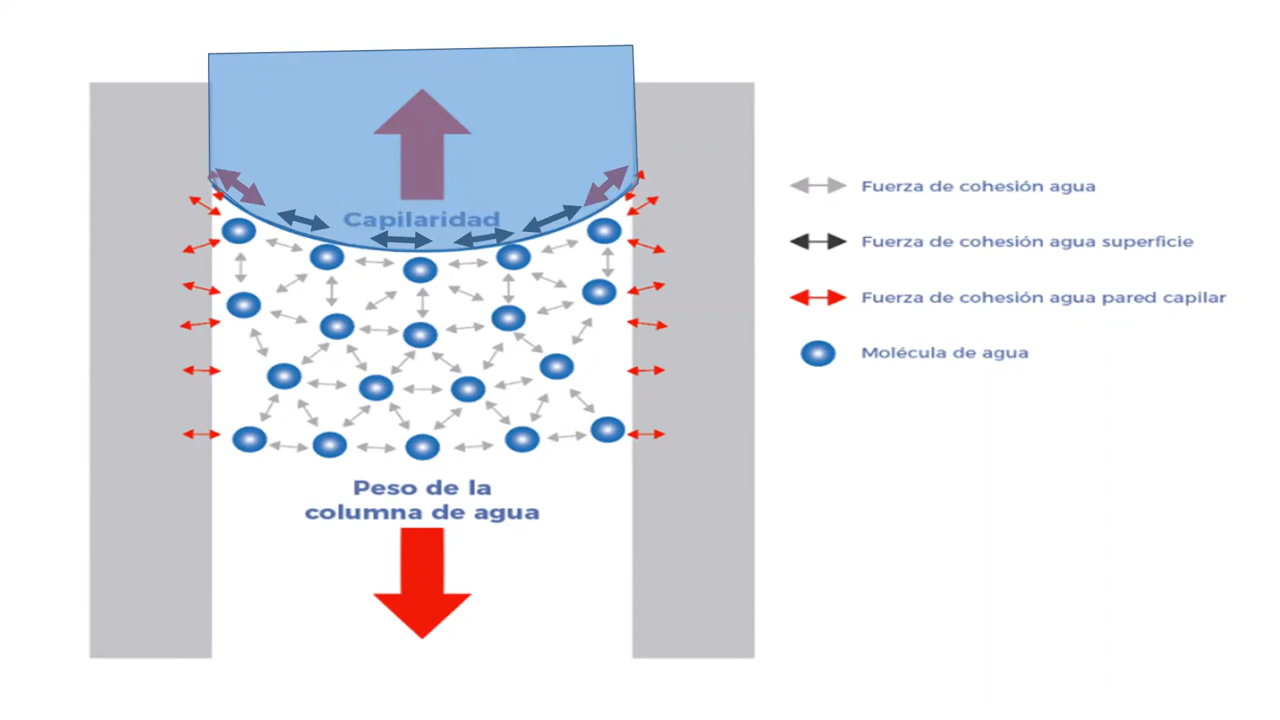 Capilaridad
Fuerza de cohesión agua
Fuerza de cohesión agua superficie
Fuerza de cohesión agua pared capilar
Molécula de agua
Peso de la
columna de agua